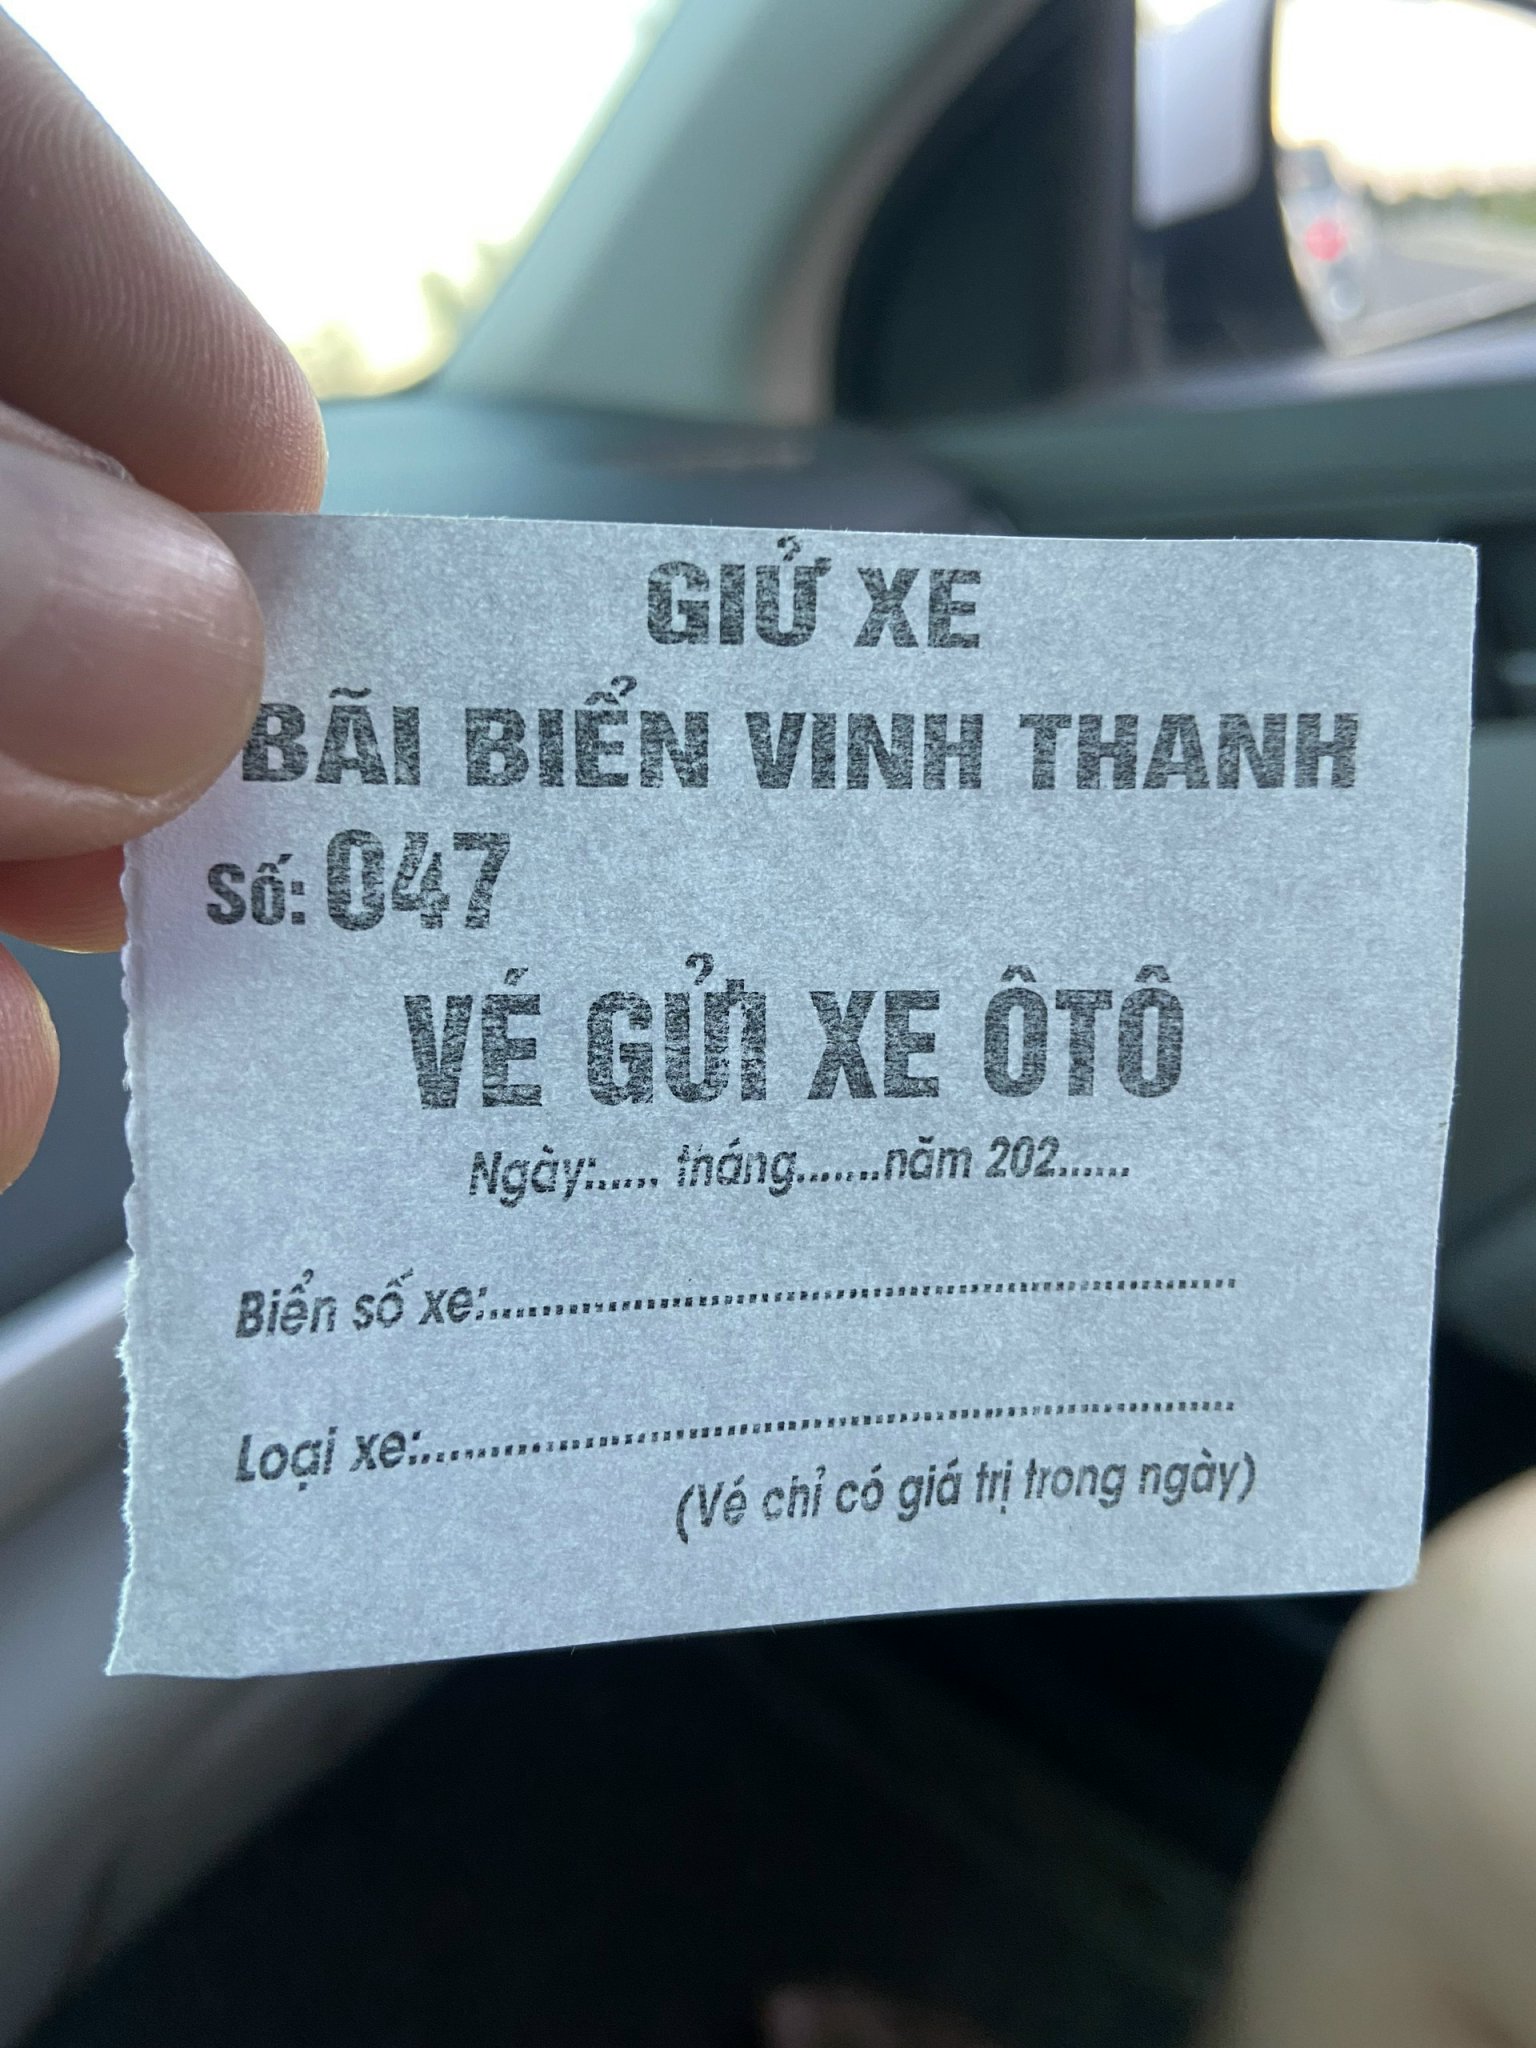 GIỬ XE
BÃI BIỂN VINH THANH
Số: 047
VÉ GỬI XE ÔTÔ
Ngày:..... tháng.......năm 202......
Biển số xe:..........................................................................
Loại xe:................................................................................
(Vé chỉ có giá trị trong ngày)